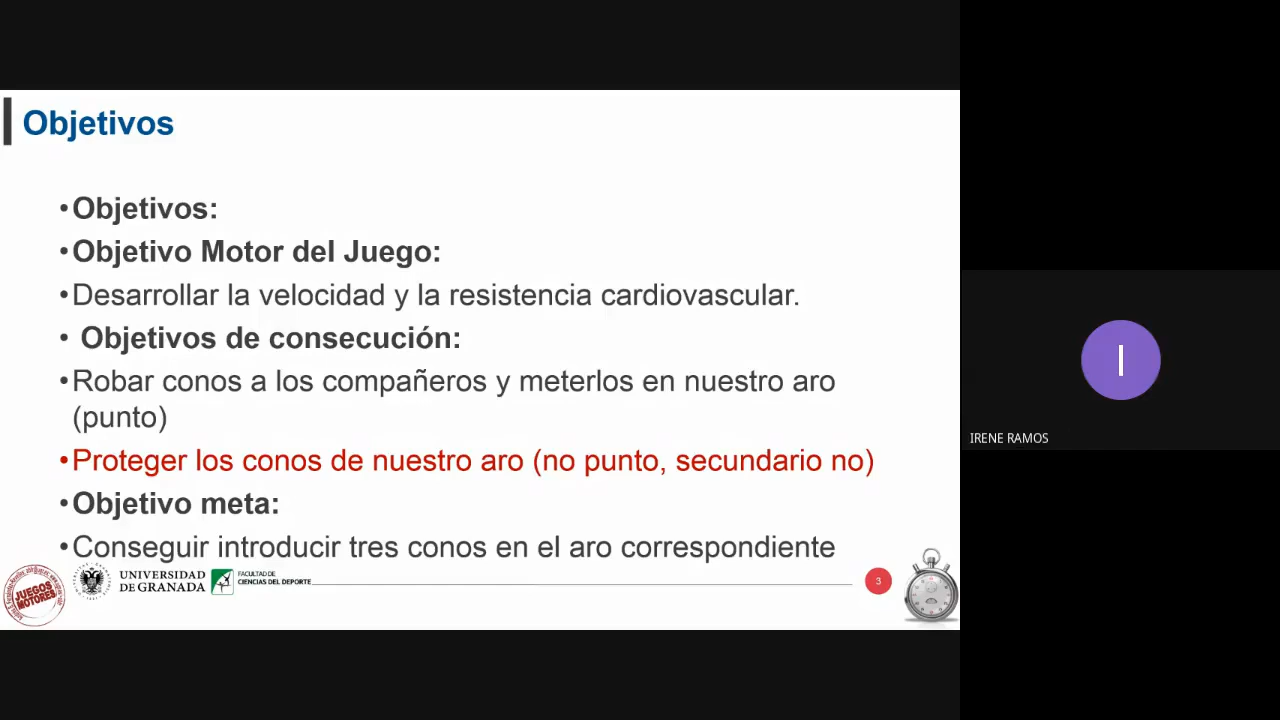 Objetivos
•Objetivos:
•Objetivo Motor del Juego:
•Desarrollar la velocidad y la resistencia cardiovascular.
• Objetivos de consecución:
•Robar conos a los compañeros y meterlos en nuestro aro
(punto)
•Proteger los conos de nuestro aro (no punto, secundario no)
•Objetivo meta:
•Conseguir introducir tres conos en el aro correspondiente
JUEGOS
MOTORES
UNIVERSIDAD
DE GRANADA
FACULTAD DE
CIENCIAS DEL DEPORTE
3
I
IRENE RAMOS